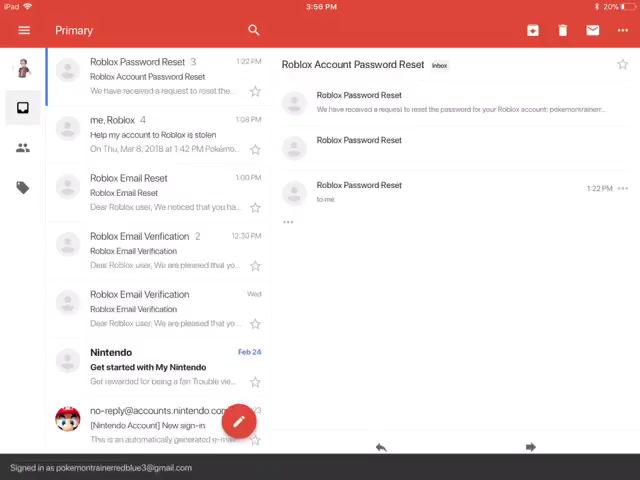 iPad 3:56 PM 20%
Primary
Roblox Password Reset 3 1:22 PM
Roblox Account Password Reset
We have received a request to reset the…
me, Roblox 4 1:08 PM
Help my account to Roblox is stolen
On Thu, Mar 8, 2018 at 1:42 PM Pokémo…
Roblox Email Reset 1:00 PM
Roblox Email Reset
Dear Roblox user, We noticed that you ha…
Roblox Email Verification 2 12:30 PM
Roblox Email Verification
Dear Roblox user, We are pleased that yo…
Roblox Email Verification Wed
Roblox Email Verification
Dear Roblox user, We are pleased that yo…
Nintendo Feb 24
Get started with My Nintendo
Get rewarded for being a fan Trouble vie…
no-reply@accounts.nintendo.com
[Nintendo Account] New sign-in
This is an automatically generated e-ma…
Roblox Account Password Reset Inbox
Roblox Password Reset
We have received a request to reset the password for your Roblox account: pokemontrainerr…
Roblox Password Reset
Roblox Password Reset 1:22 PM
to me
Signed in as pokemontrainerredblue3@gmail.com